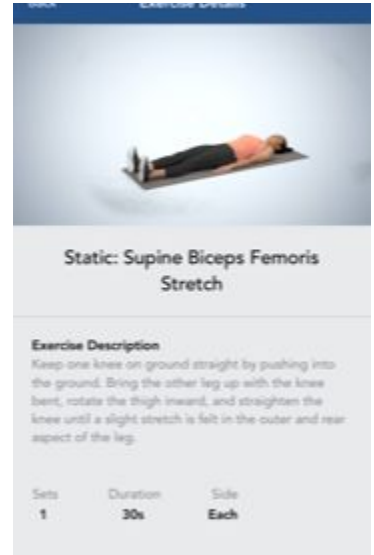 Back Exercise Details
Static: Supine Biceps Femoris
Stretch
Exercise Description
Keep one knee on ground straight by pushing into
the ground. Bring the other leg up with the knee
bent, rotate the thigh inward, and straighten the
knee until a slight stretch is felt in the outer and rear
aspect of the leg.
Sets Duration Side
1 30s Each